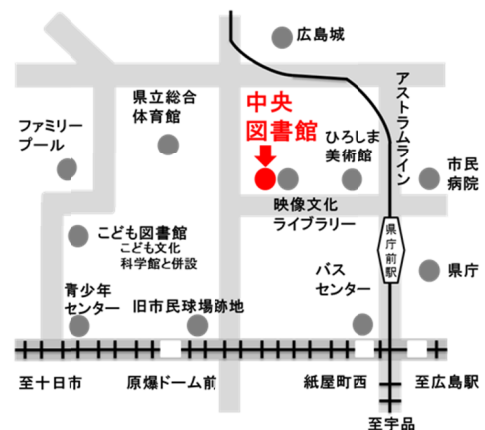 広島城
アストラムライン
県立総合
体育館
中央
図書館
ファミリー
プール
ひろしま
美術館
市民
病院
映像文化
ライブラリー
こども図書館
こども文化
科学館と併設
県庁前駅
バス
センター
県庁
青少年
センター
旧市民球場跡地
至十日市
原爆ドーム前
紙屋町西
至広島駅
至宇品